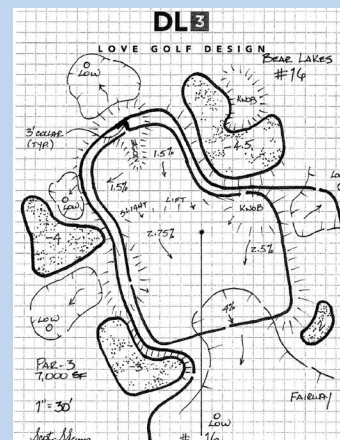 DL3
LOVE GOLF DESIGN
BEAR LAKES
#16
LOW
KNOB
-4.5
3' COLLAR
(TYP.)
1.5%
1.5%
LOW
SLIGHT
LIFT
KNOB
-4
2.75%
2.5%
LOW
4%
-3
PAR-3
7,000 SF
1"=30'
FAIRWAY
LOW
# 16